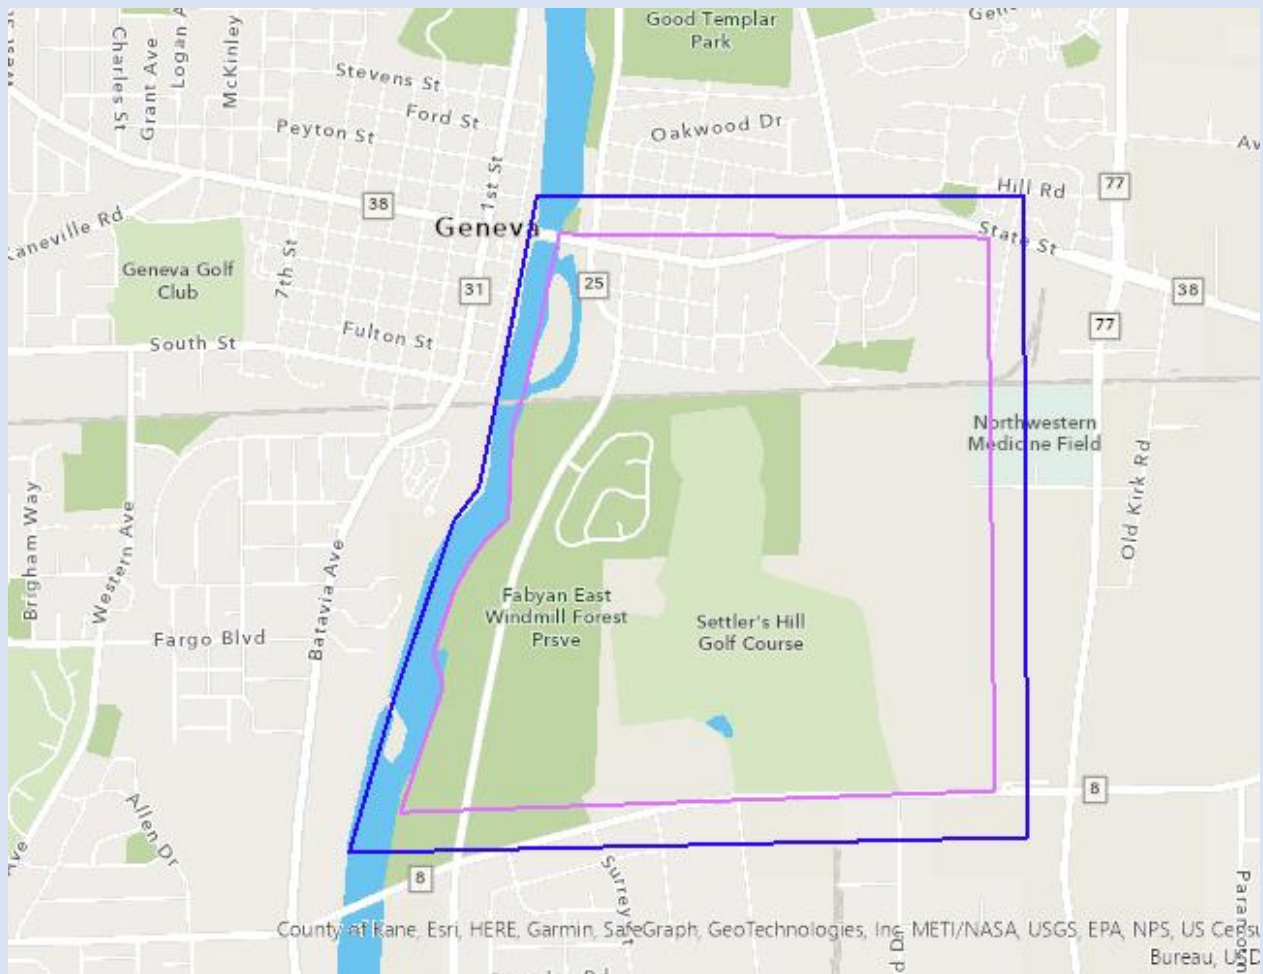 Good Templar
Park
Charles St
Grant Ave
McKinley
Stevens St
Ford St
Peyton St
Oakwood Dr
1st St
Hill Rd
77
38
Geneva
State St
Kaneville Rd
Geneva Golf
Club
7th St
31
25
38
77
Fulton St
South St
Northwestern
Medicine Field
Old Kirk Rd
Brigham Way
Western Ave
Batavia Ave
Fabyan East
Windmill Forest
Prsve
Settler's Hill
Golf Course
Fargo Blvd
8
Allen Dr
Ave
8
Surrey
County of Kane, Esri, HERE, Garmin, SafeGraph, GeoTechnologies, Inc, METI/NASA, USGS, EPA, NPS, US Census
Bureau, USD